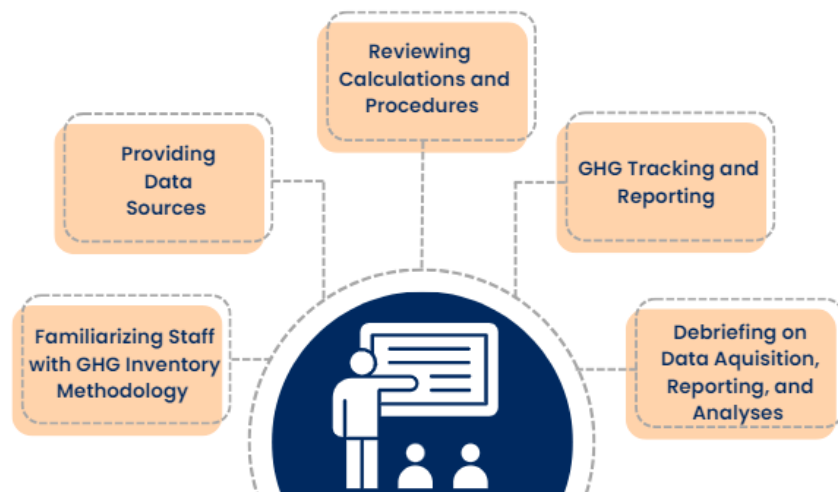 Reviewing
Calculations and
Procedures
Providing
Data
Sources
GHG Tracking and
Reporting
Familiarizing Staff
with GHG Inventory
Methodology
Debriefing on
Data Aquisition,
Reporting, and
Analyses